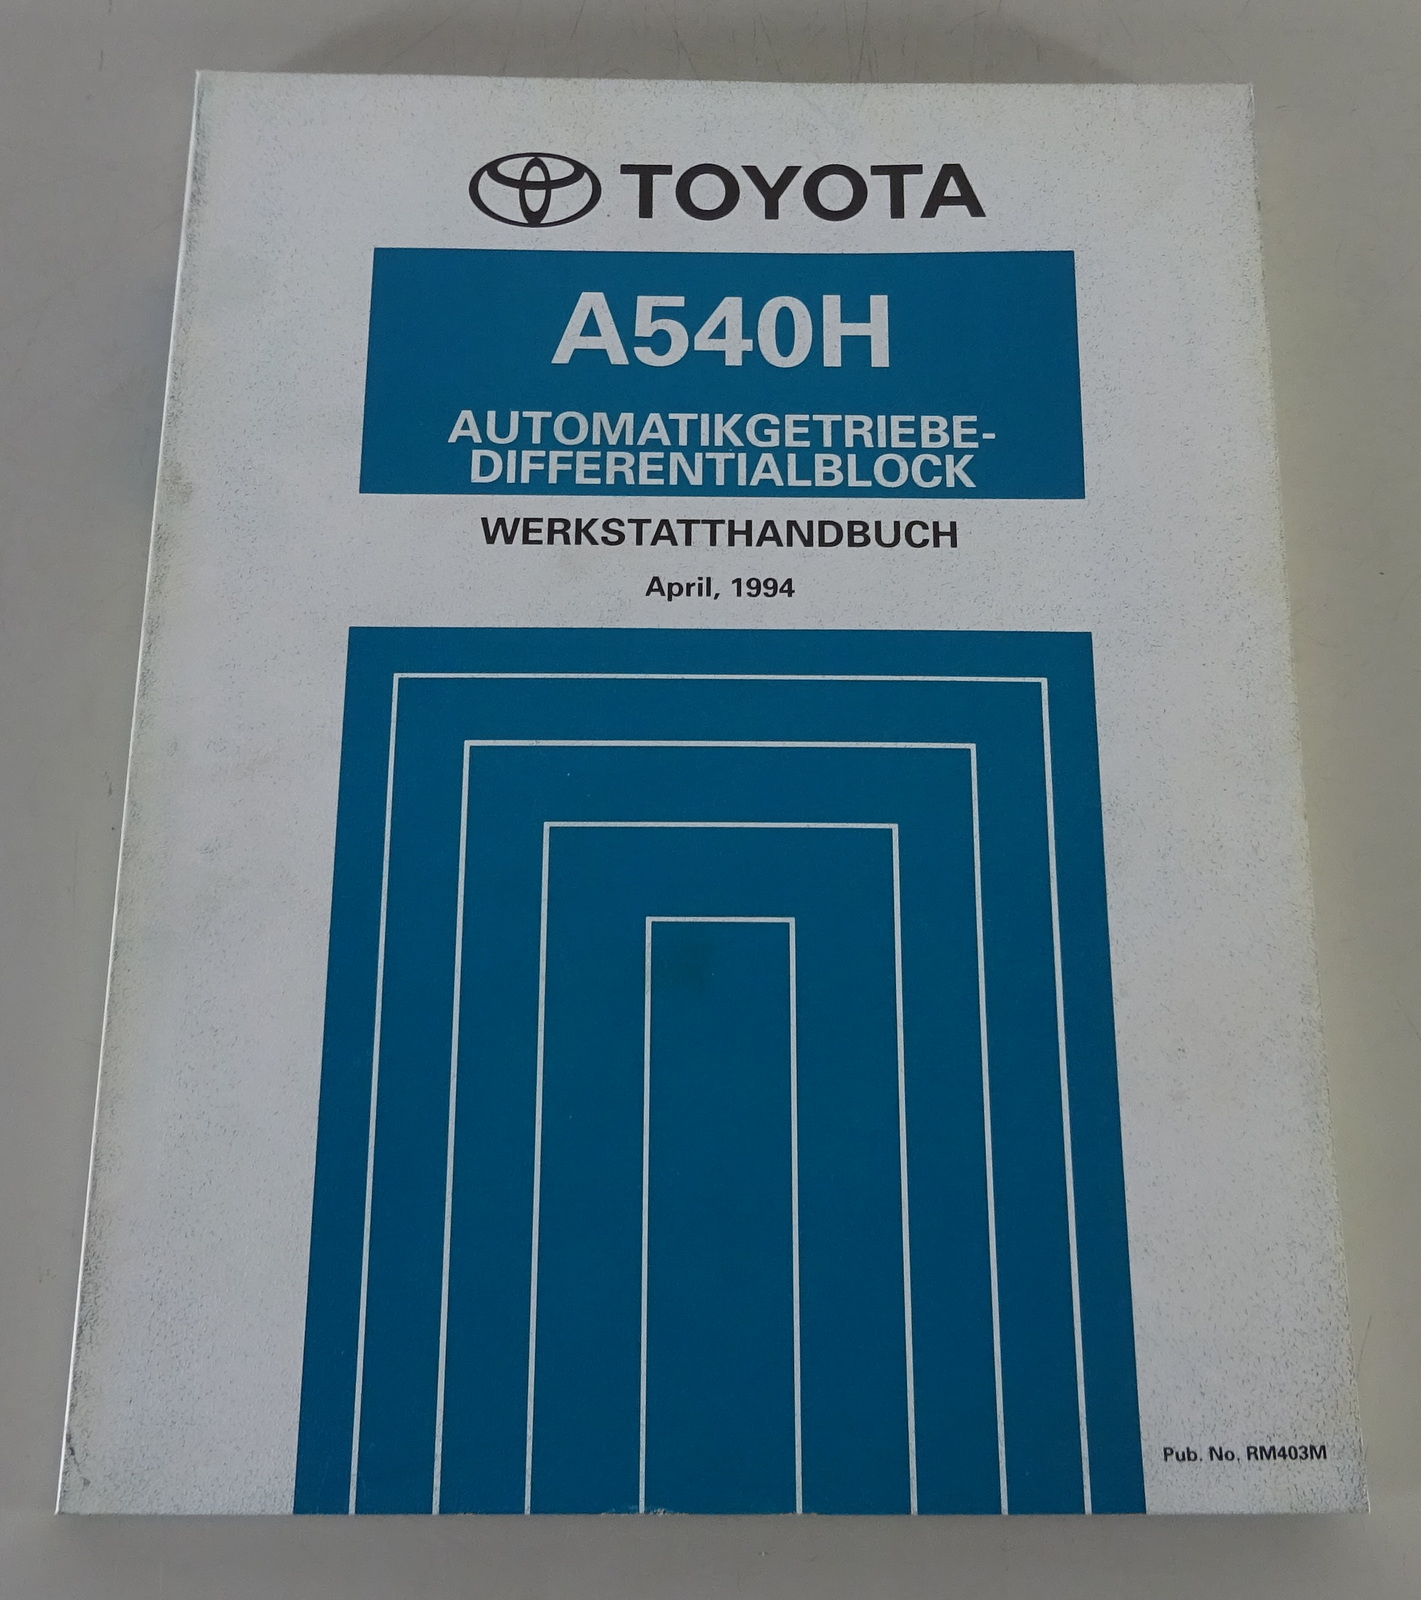 TOYOTA
A540H
AUTOMATIKGETRIEBE-
DIFFERENTIALBLOCK
WERKSTATTHANDBUCH
April, 1994
Pub. No. RM403M